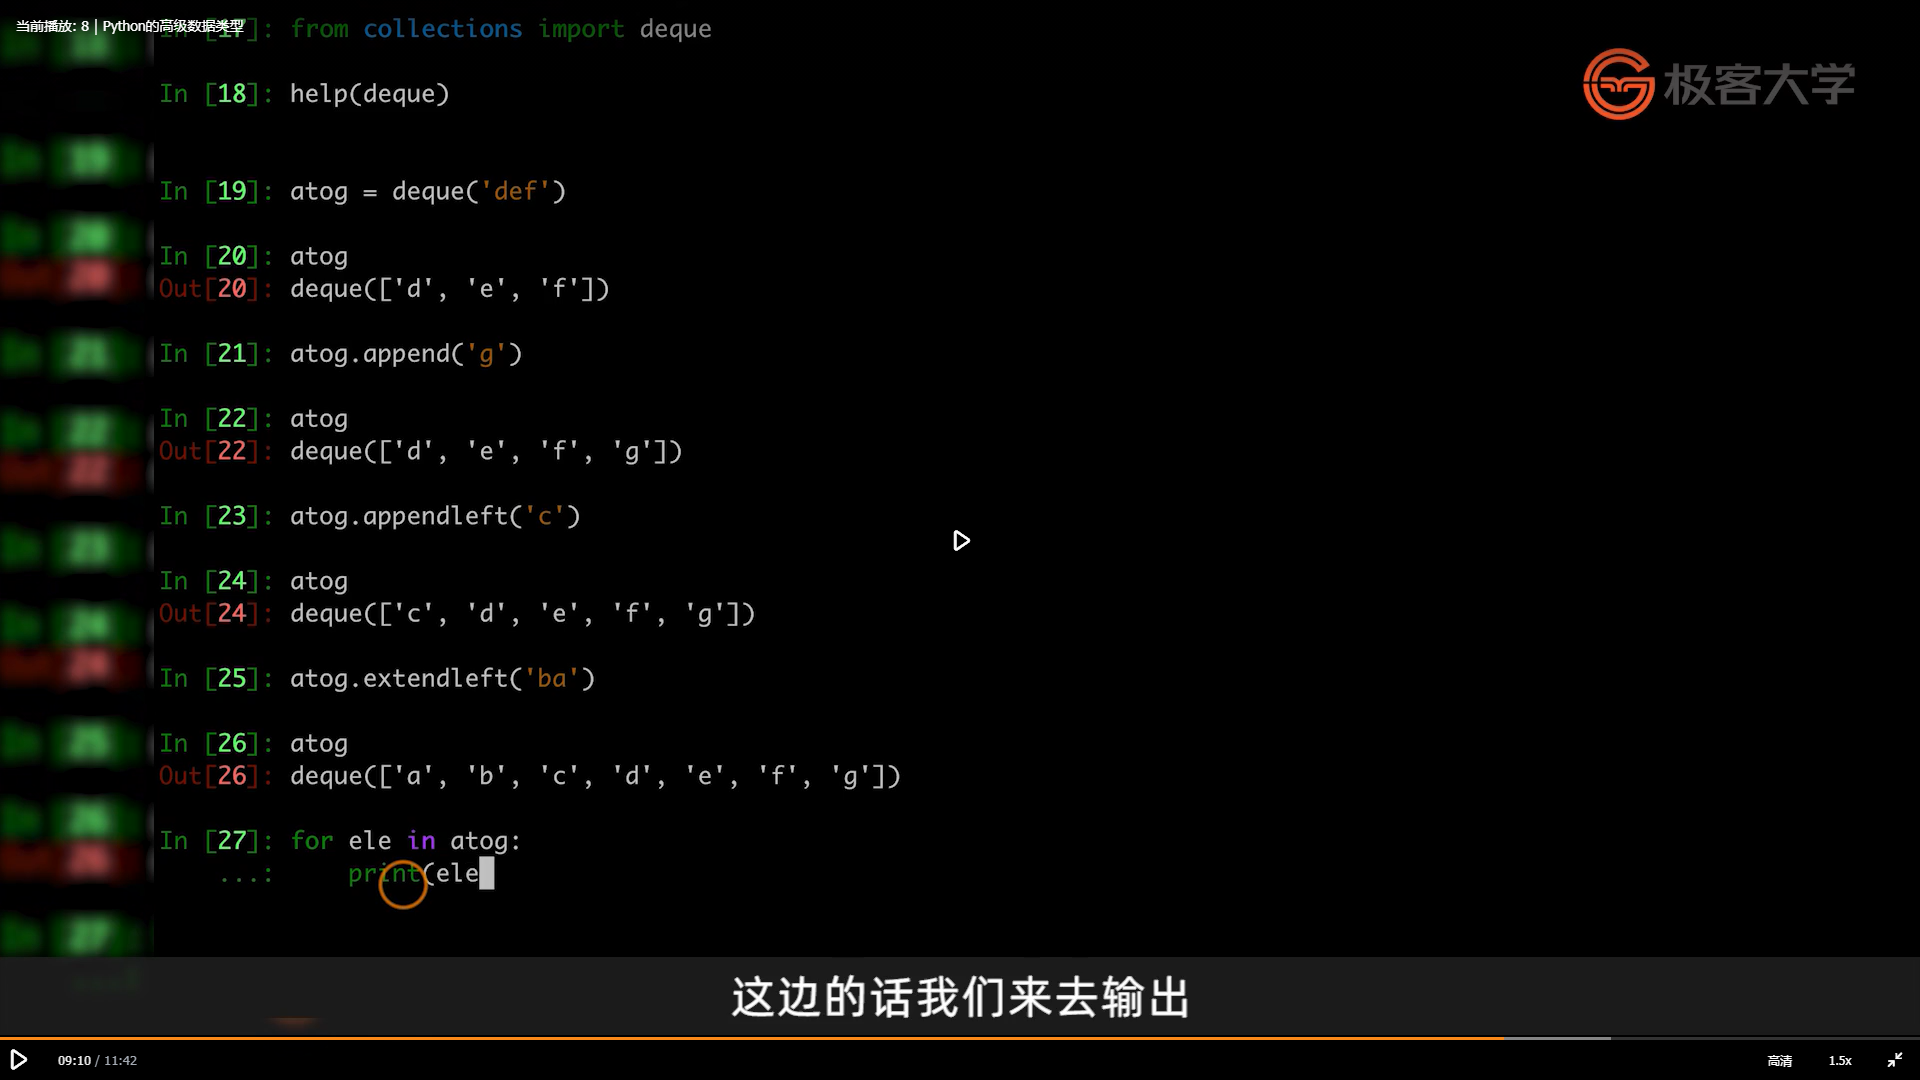 当前播放: 8 | Python的高级数据类型
In [17]: from collections import deque
极客大学
In [18]: help(deque)
In [19]: atog = deque('def')
In [20]: atog
Out[20]: deque(['d', 'e', 'f'])
In [21]: atog.append('g')
In [22]: atog
Out[22]: deque(['d', 'e', 'f', 'g'])
In [23]: atog.appendleft('c')
In [24]: atog
Out[24]: deque(['c', 'd', 'e', 'f', 'g'])
In [25]: atog.extendleft('ba')
In [26]: atog
Out[26]: deque(['a', 'b', 'c', 'd', 'e', 'f', 'g'])
In [27]: for ele in atog:
...: print(ele
这边的话我们来去输出
09:10 / 11:42
高清
1.5x